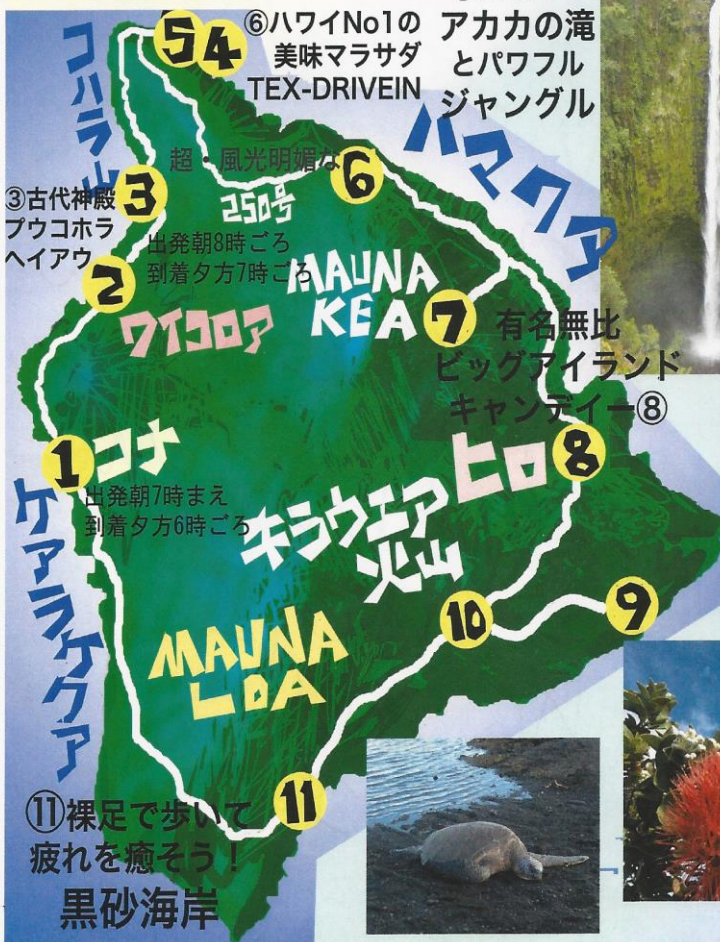 ⑥ハワイNo1の
美味マラサダ
TEX-DRIVEIN
アカカの滝
とパワフル
ジャングル
コハラ山
5
4
ハマクア
超・風光明媚な
6
250号
③古代神殿
プウコホラ
ヘイアウ
3
出発朝8時ごろ
到着夕方7時ごろ
2
MAUNA
KEA
7
ワイコロア
有名無比
ビッグアイランド
キャンデイー⑧
1
コナ
出発朝7時まえ
到着夕方6時ごろ
ヒロ
8
キラウエア
火山
ケアラケクア
10
9
MAUNA
LOA
11
⑪裸足で歩いて
疲れを癒そう！
黒砂海岸